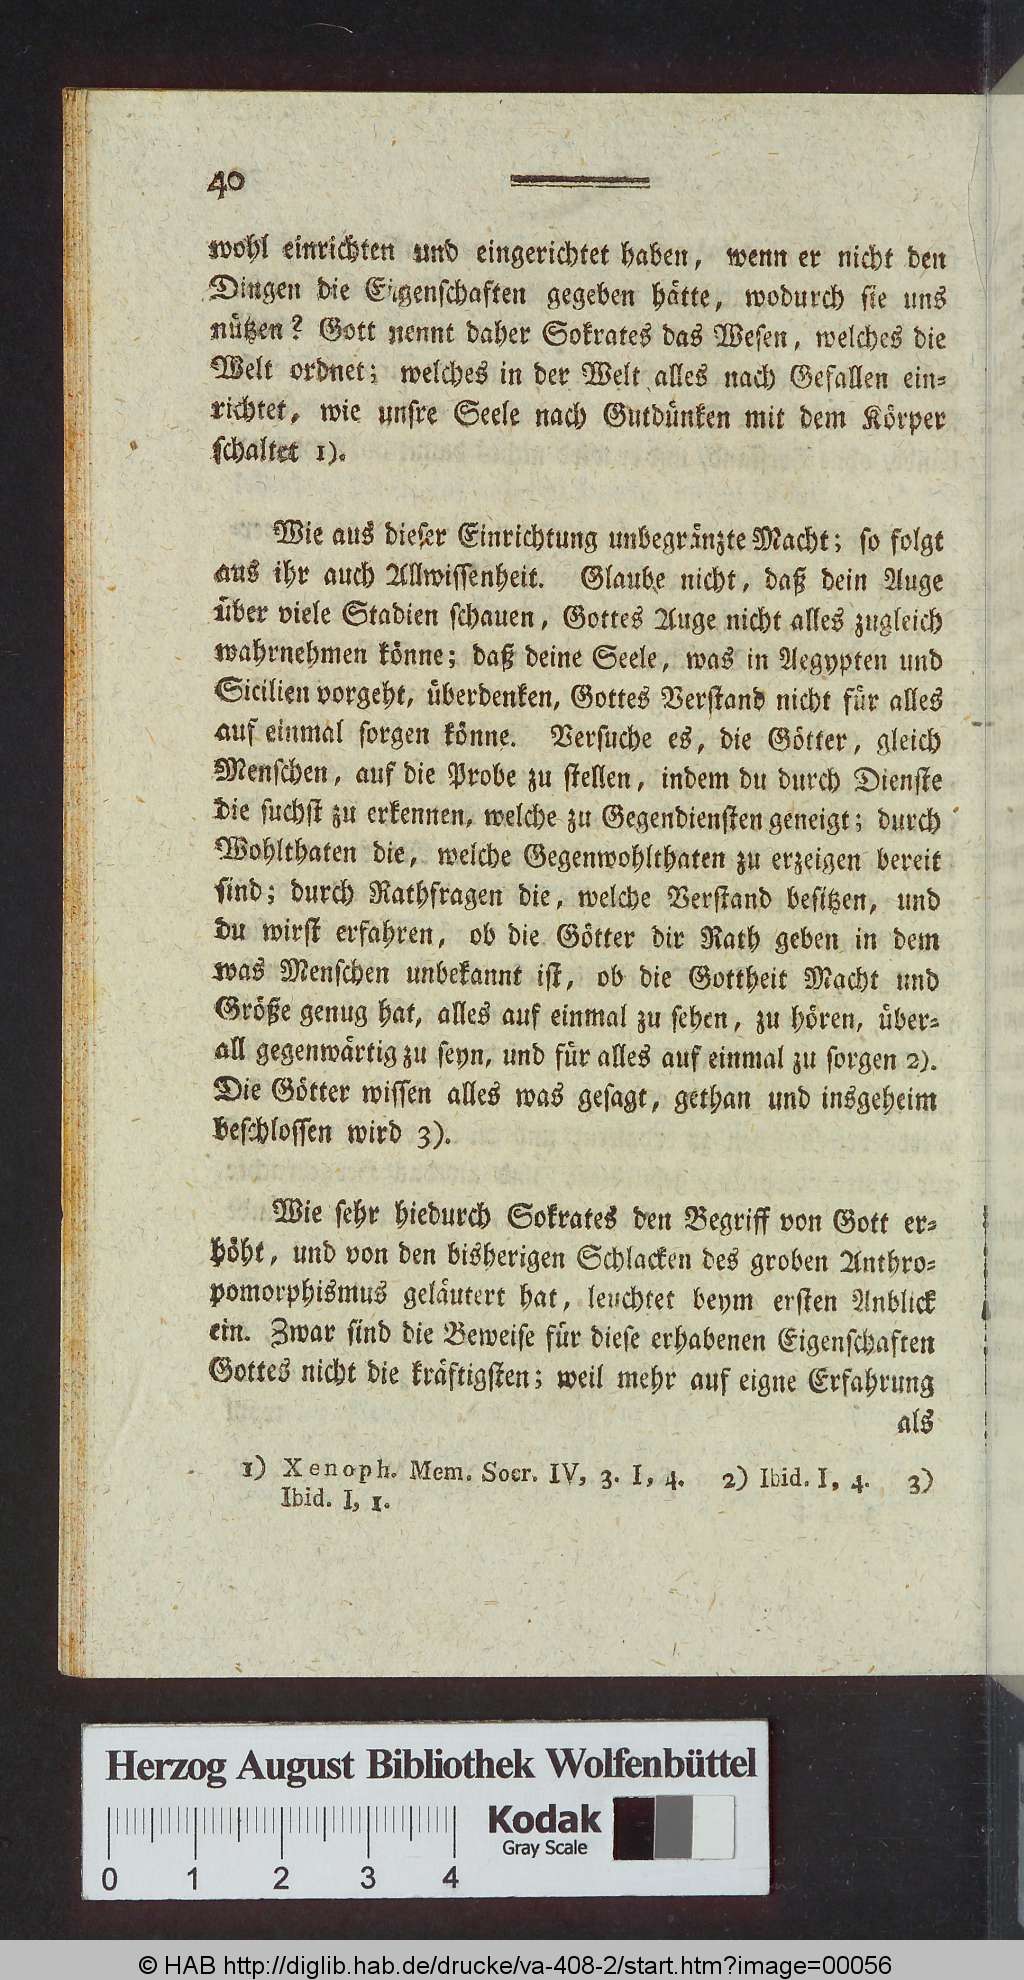 40
wohl einrichten und eingerichtet haben, wenn er nicht den
Dingen die Eigenschaften gegeben hätte, wodurch sie uns
nützen? Gott nennt daher Sokrates das Wesen, welches die
Welt ordnet; welches in der Welt alles nach Gefallen ein-
richtet, wie unsre Seele nach Gutdünken mit dem Körper
schaltet 1).
Wie aus dieser Einrichtung unbegränzte Macht; so folgt
aus ihr auch Allwissenheit. Glaube nicht, daß dein Auge
über viele Stadien schauen, Gottes Auge nicht alles zugleich
wahrnehmen könne; daß deine Seele, was in Aegypten und
Sicilien vorgeht, überdenken, Gottes Verstand nicht für alles
auf einmal sorgen könne. Versuche es, die Götter, gleich
Menschen, auf die Probe zu stellen, indem du durch Dienste
die suchst zu erkennen, welche zu Gegendiensten geneigt; durch
Wohlthaten die, welche Gegenwohlthaten zu erzeigen bereit
sind; durch Rathfragen die, welche Verstand besitzen, und
du wirst erfahren, ob die Götter dir Rath geben in dem
was Menschen unbekannt ist, ob die Gottheit Macht und
Größe genug hat, alles auf einmal zu sehen, zu hören, über-
all gegenwärtig zu seyn, und für alles auf einmal zu sorgen 2).
Die Götter wissen alles was gesagt, gethan und insgeheim
beschlossen wird 3).
Wie sehr hiedurch Sokrates den Begriff von Gott er-
höht, und von den bisherigen Schlacken des groben Anthro-
pomorphismus geläutert hat, leuchtet beym ersten Anblick
ein. Zwar sind die Beweise für diese erhabenen Eigenschaften
Gottes nicht die kräftigsten; weil mehr auf eigne Erfahrung
als
1) Xenoph. Mem. Socr. IV, 3. I, 4. 2) Ibid. I, 4. 3)
Ibid. I, 1.
Herzog August Bibliothek Wolfenbüttel
Kodak
Gray Scale
0 1 2 3 4
© HAB http://diglib.hab.de/drucke/va-408-2/start.htm?image=00056